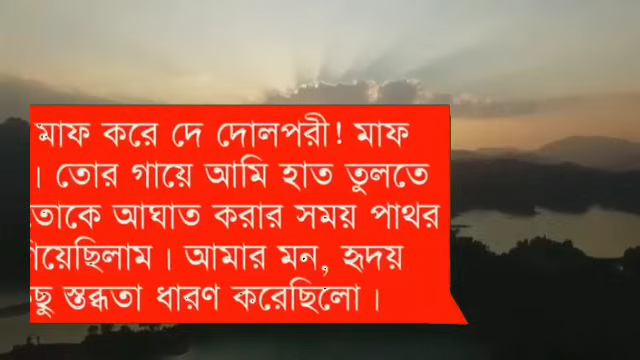 মাফ করে দে দোলপরী! মাফ
। তোর গায়ে আমি হাত তুলতে
আঘাত করার সময় পাথর
। আমার মন, হৃদয়
স্তব্ধতা ধারণ করেছিলো।